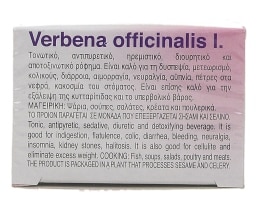 Verbena officinalis l.
Τονωτικό, αντιπυρετικό, ηρεμιστικό, διουρητικό και
αποτοξινωτικό ρόφημα. Είναι καλό για τη δυσπεψία, μετεωρισμό,
κολικούς, διάρροια, αιμορραγία, νευραλγία, αϋπνία, πέτρες στα
νεφρά, κακοσμία του στόματος. Είναι επίσης καλό για την
εξάλειψη της κυτταρίτιδας και το υπερβολικό βάρος.
ΜΑΓΕΙΡΙΚΗ: Ψάρια, σούπες, σαλάτες, κρέατα και πουλερικά.
ΤΟ ΠΡΟΙΟΝ ΠΑΡΑΓΕΤΑΙ ΣΕ ΜΟΝΑΔΑ ΠΟΥ ΕΠΕΞΕΡΓΑΖΕΤΑΙ ΣΗΣΑΜΙ ΚΑΙ ΣΕΛΙΝΟ.
Tonic, antipyretic, sedative, diuretic and detoxifying beverage. It is
good for indigestion, flatulence, colic, diarrhea, bleeding, neuralgia,
insomnia, kidney stones, halitosis. It is also good for cellulite and
eliminate excess weight. COOKING: Fish, soups, salads, poultry and meats.
THE PRODUCT IS PACKAGED IN A PLANT THAT PROCESSES SESAME AND CELERY.